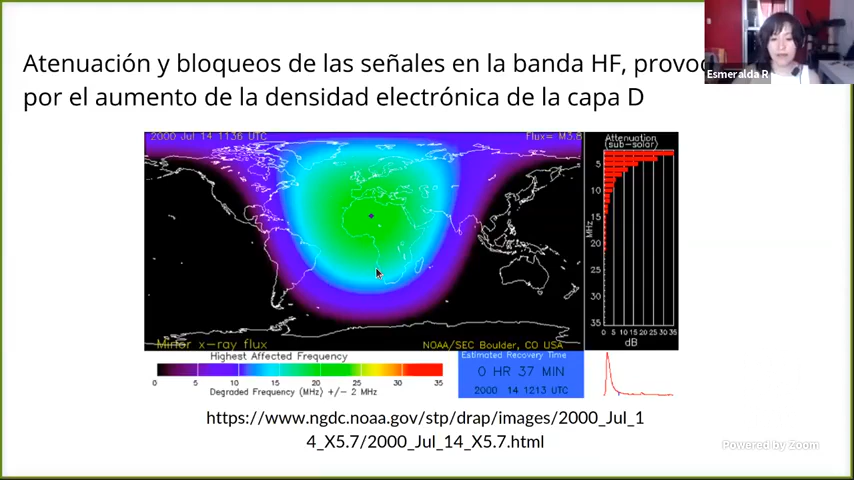 Atenuación y bloqueos de las señales en la banda HF, provoc
por el aumento de la densidad electrónica de la capa D
Esmeralda R
2000 Jul 14 1136 UTC
Flux= M3.8
Attenuation
(sub-solar)
5
10
15
20
25
30
35
MHz
0 5 10 15 20 25 30 35
dB
Minor x-ray flux
NOAA/SEC Boulder, CO USA
Highest Affected Frequency
0 5 10 15 20 25 30 35
Degraded Frequency (MHz) +/- 2 MHz
Estimated Recovery Time
0 HR 37 MIN
2000 14 1213 UTC
https://www.ngdc.noaa.gov/stp/drap/images/2000_Jul_1
4_X5.7/2000_Jul_14_X5.7.html
Powered by Zoom